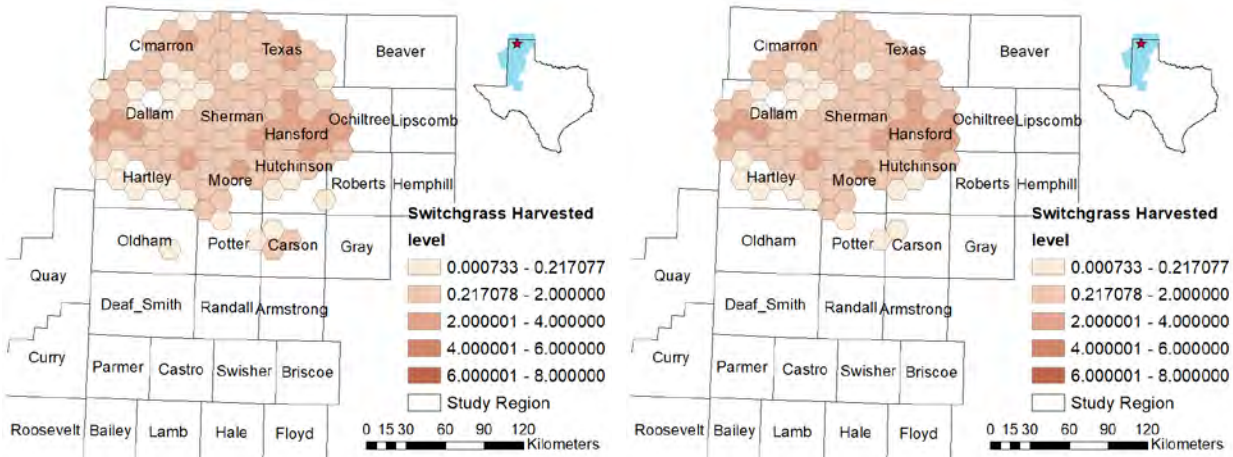 Cimarron Texas Beaver
Dallam Sherman Ochiltree Lipscomb
Hansford
Hutchinson
Hartley Moore Roberts Hemphill
Oldham Potter Carson Gray
Quay
Deaf_Smith Randall Armstrong
Curry Parmer Castro Swisher Briscoe
Roosevelt Bailey Lamb Hale Floyd
Switchgrass Harvested
level
0.000733 - 0.217077
0.217078 - 2.000000
2.000001 - 4.000000
4.000001 - 6.000000
6.000001 - 8.000000
Study Region
0 15 30 60 90 120
Kilometers
Cimarron Texas Beaver
Dallam Sherman Ochiltree Lipscomb
Hansford
Hutchinson
Hartley Moore Roberts Hemphill
Oldham Potter Carson Gray
Quay
Deaf_Smith Randall Armstrong
Curry Parmer Castro Swisher Briscoe
Roosevelt Bailey Lamb Hale Floyd
Switchgrass Harvested
level
0.000733 - 0.217077
0.217078 - 2.000000
2.000001 - 4.000000
4.000001 - 6.000000
6.000001 - 8.000000
Study Region
0 15 30 60 90 120
Kilometers